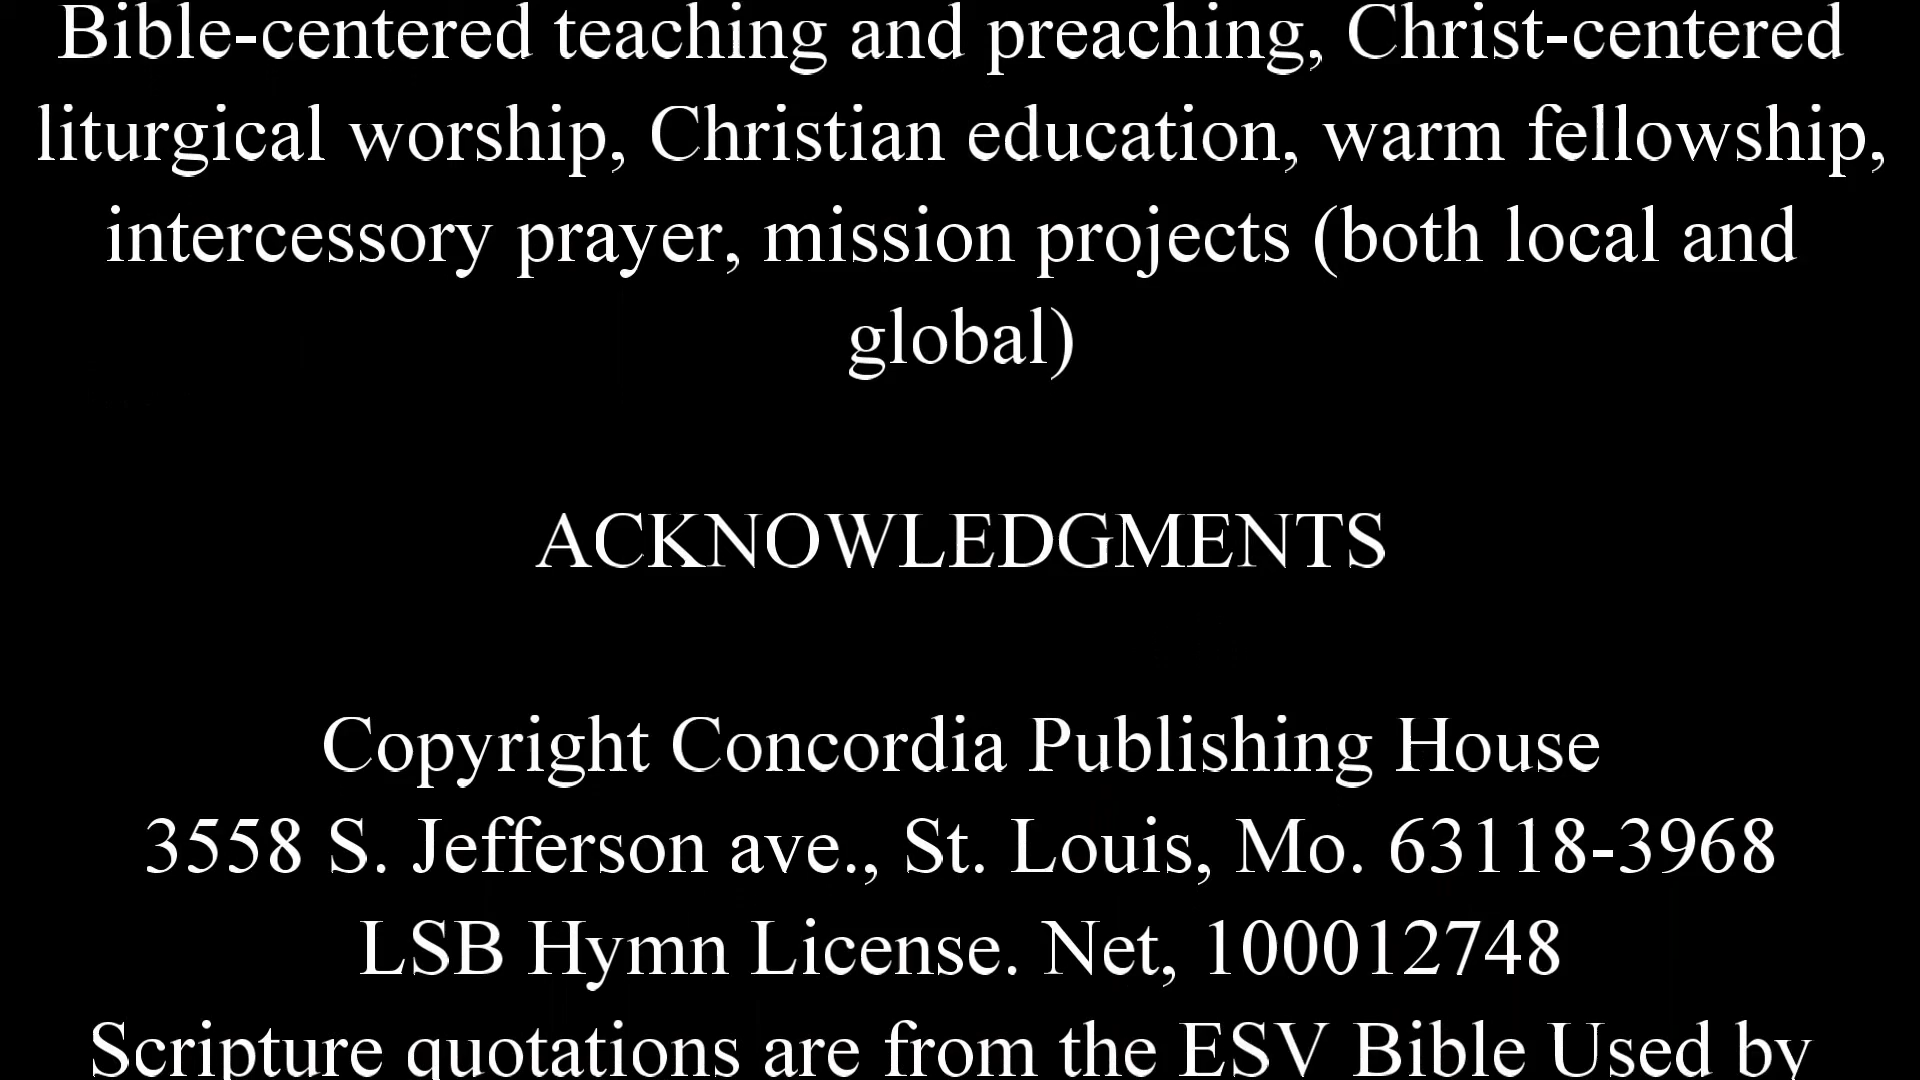 Bible-centered teaching and preaching, Christ-centered
liturgical worship, Christian education, warm fellowship,
intercessory prayer, mission projects (both local and
global)
ACKNOWLEDGMENTS
Copyright Concordia Publishing House
3558 S. Jefferson ave., St. Louis, Mo. 63118-3968
LSB Hymn License. Net, 100012748
Scripture quotations are from the ESV Bible Used by